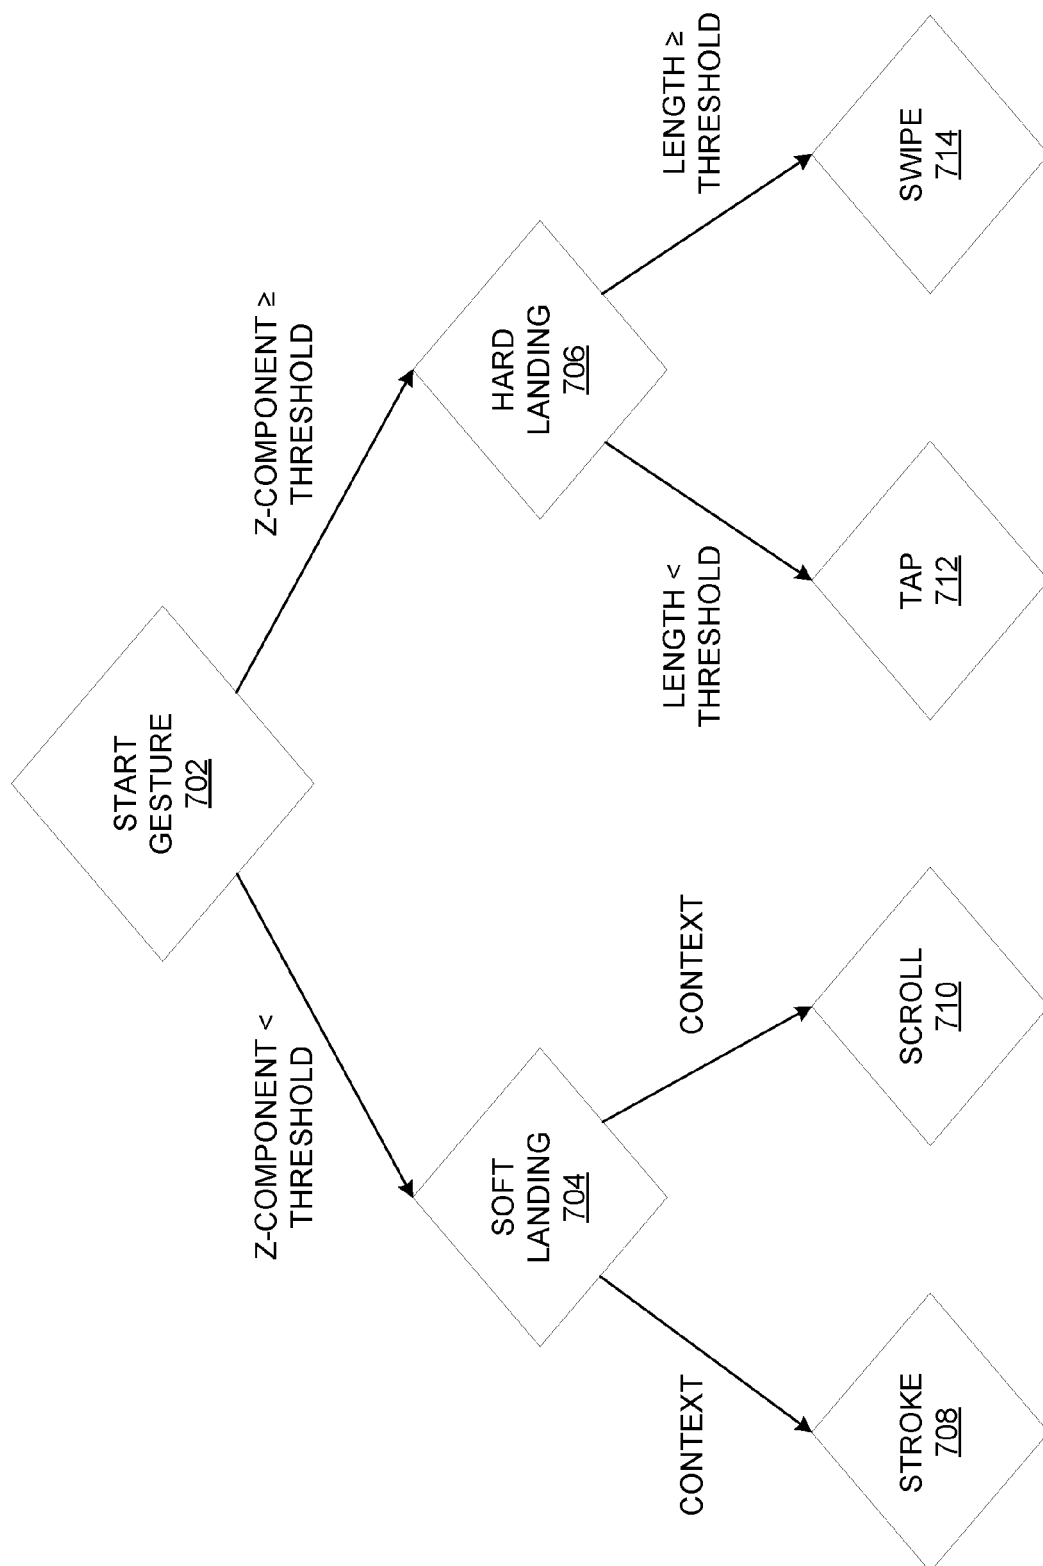 START
GESTURE
702
Z-COMPONENT <
THRESHOLD
Z-COMPONENT ≥
THRESHOLD
SOFT
LANDING
704
HARD
LANDING
706
CONTEXT
CONTEXT
LENGTH <
THRESHOLD
LENGTH ≥
THRESHOLD
STROKE
708
SCROLL
710
TAP
712
SWIPE
714